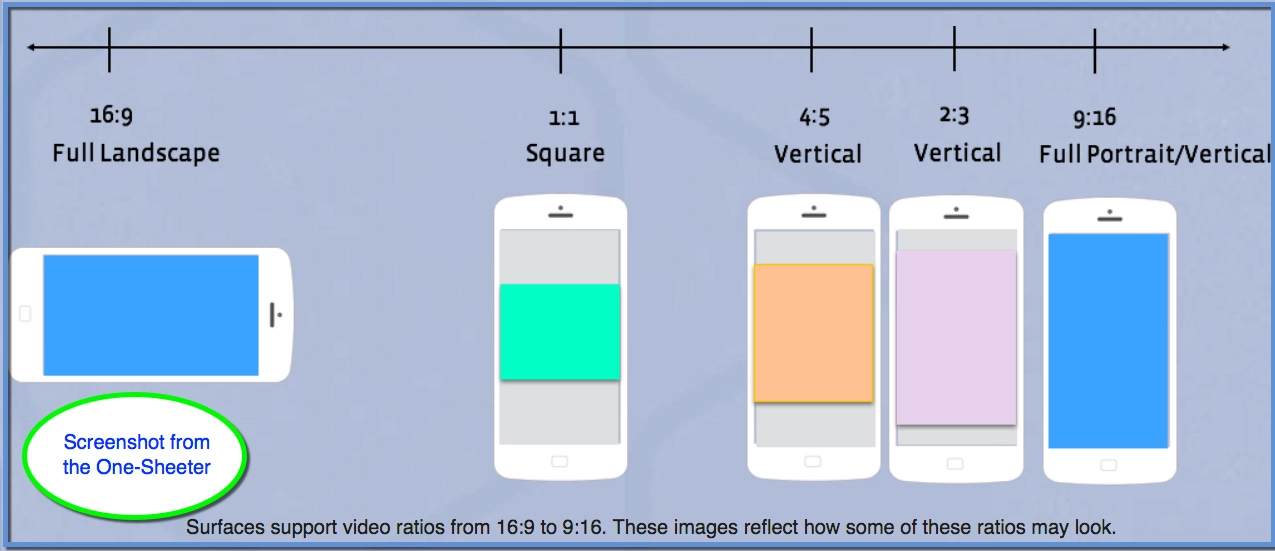 16:9
Full Landscape
1:1
Square
4:5
Vertical
2:3
Vertical
9:16
Full Portrait/Vertical
Screenshot from
the One-Sheeter
Surfaces support video ratios from 16:9 to 9:16. These images reflect how some of these ratios may look.